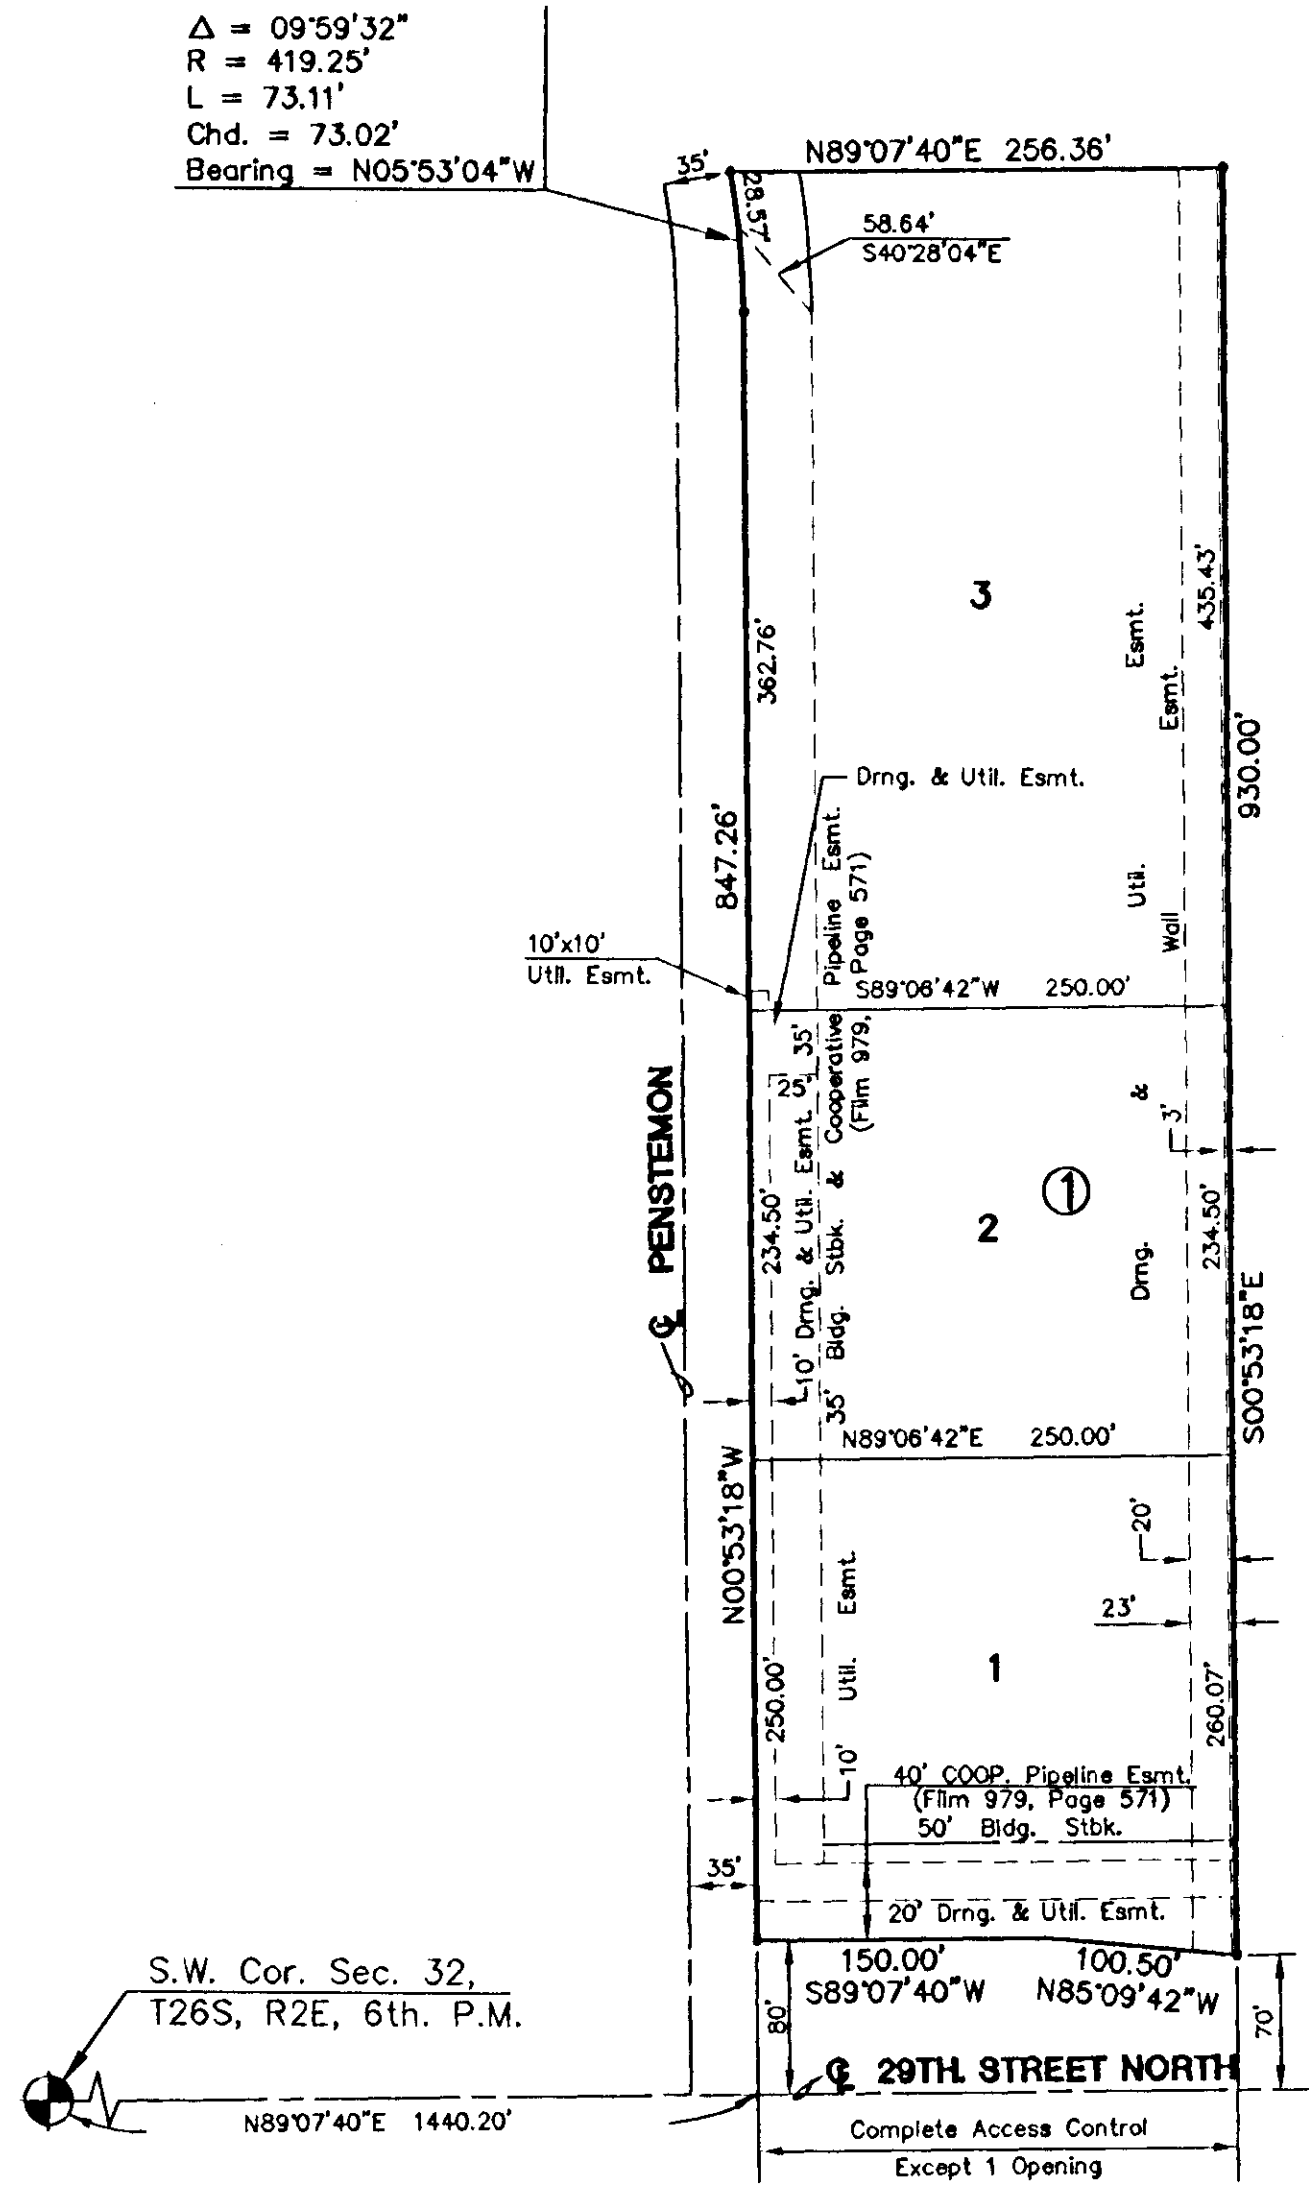 Δ = 09°59'32"
R = 419.25'
L = 73.11'
Chd. = 73.02'
Bearing = N05°53'04"W
35'
N89°07'40"E 256.36'
28.57'
58.64'
S40°28'04"E
3
435.43'
Esmt.
Esmt.
362.76'
930.00'
Drng. & Util. Esmt.
847.26'
Pipeline Esmt.
Page 571)
Util.
Wall
10'x10'
Util. Esmt.
S89°06'42"W 250.00'
35'
25'
Cooperative
(Film 979,
&
3'
PENSTEMON
℄
234.50'
10' Drng. & Util. Esmt.
35' Bldg. Stbk. &
1
2
Drng.
234.50'
S00°53'18"E
N89°06'42"E 250.00'
N00°53'18"W
20'
23'
10' Util. Esmt.
1
250.00'
260.07'
40' COOP. Pipeline Esmt.
(Film 979, Page 571)
50' Bldg. Stbk.
35'
20' Drng. & Util. Esmt.
150.00' 100.50'
S89°07'40"W N85°09'42"W
80'
70'
S.W. Cor. Sec. 32,
T26S, R2E, 6th. P.M.
℄ 29TH. STREET NORTH
N89°07'40"E 1440.20'
Complete Access Control
Except 1 Opening